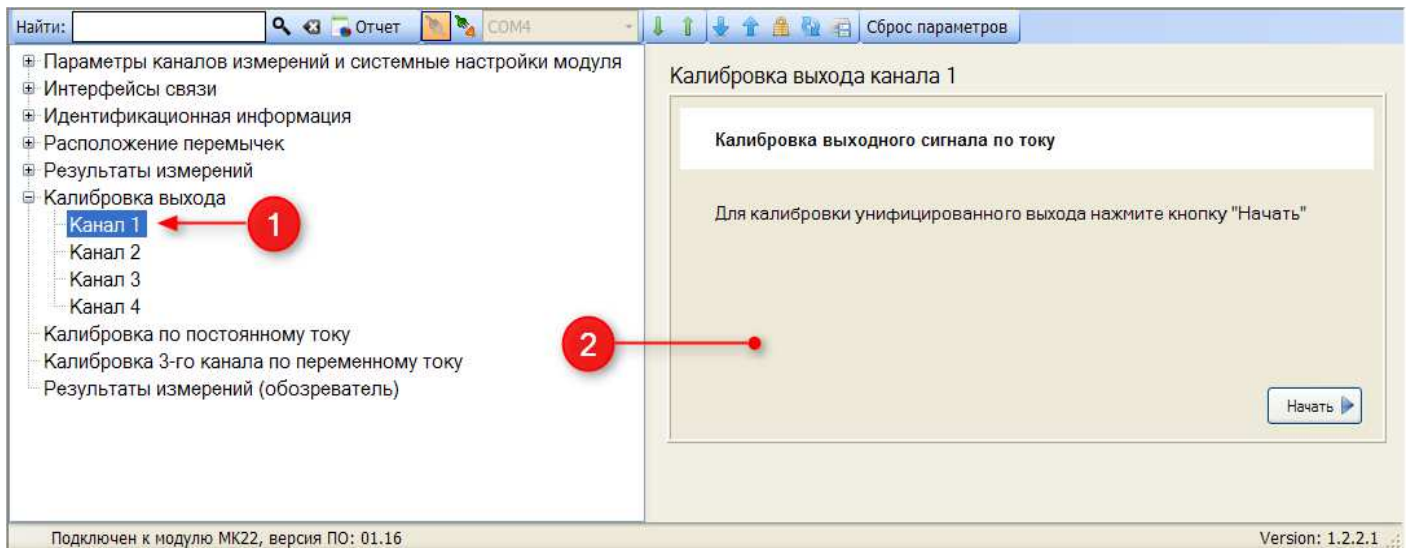 Найти: Отчет COM4 Сброс параметров
Параметры каналов измерений и системные настройки модуля
Интерфейсы связи
Идентификационная информация
Расположение перемычек
Результаты измерений
Калибровка выхода
Канал 1
1
Канал 2
Канал 3
Канал 4
Калибровка по постоянному току
Калибровка 3-го канала по переменному току
Результаты измерений (обозреватель)
Калибровка выхода канала 1
Калибровка выходного сигнала по току
Для калибровки унифицированного выхода нажмите кнопку "Начать"
2
Начать
Подключен к модулю МК22, версия ПО: 01.16
Version: 1.2.2.1